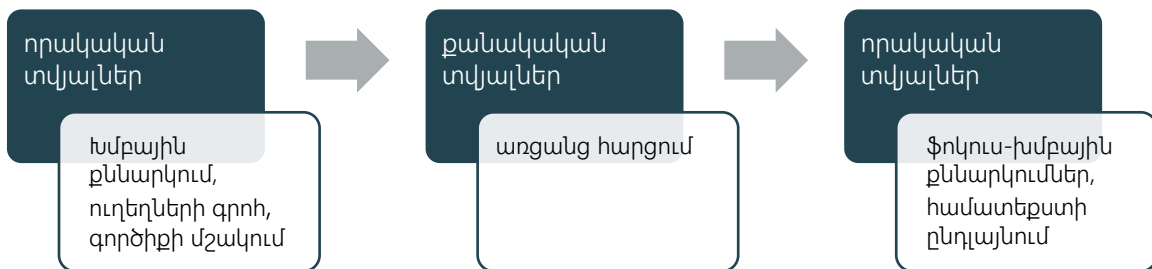 որակական
տվյալներ
Խմբային
քննարկում,
ուղեղների գրոհ,
գործիքի մշակում
քանակական
տվյալներ
առցանց հարցում
որակական
տվյալներ
ֆոկուս-խմբային
քննարկումներ,
համատեքստի
ընդլայնում